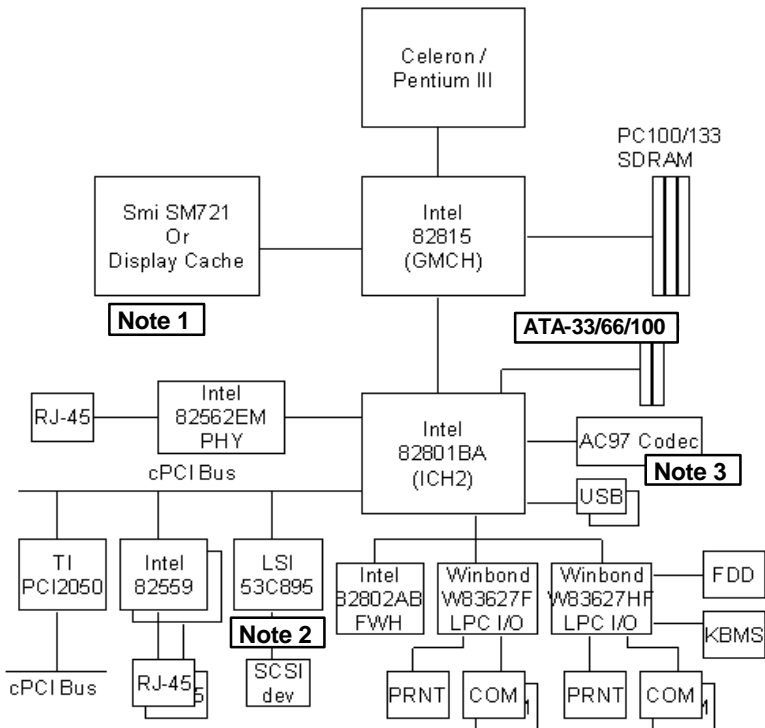 Celeron /
Pentium III
PC100/133
SDRAM
Smi SM721
Or
Display Cache
Intel
82815
(GMCH)
Note 1
ATA-33/66/100
RJ-45
Intel
82562EM
PHY
Intel
82801BA
(ICH2)
AC97 Codec
Note 3
cPCI Bus
USB
TI
PCI2050
Intel
82559
LSI
53C895
Intel
82802AB
FWH
Winbond
W83627F
LPC I/O
Winbond
W83627HF
LPC I/O
FDD
Note 2
KBMS
cPCI Bus
RJ-45
5
SCSI
dev
PRNT
COM
M
PRNT
COM
M